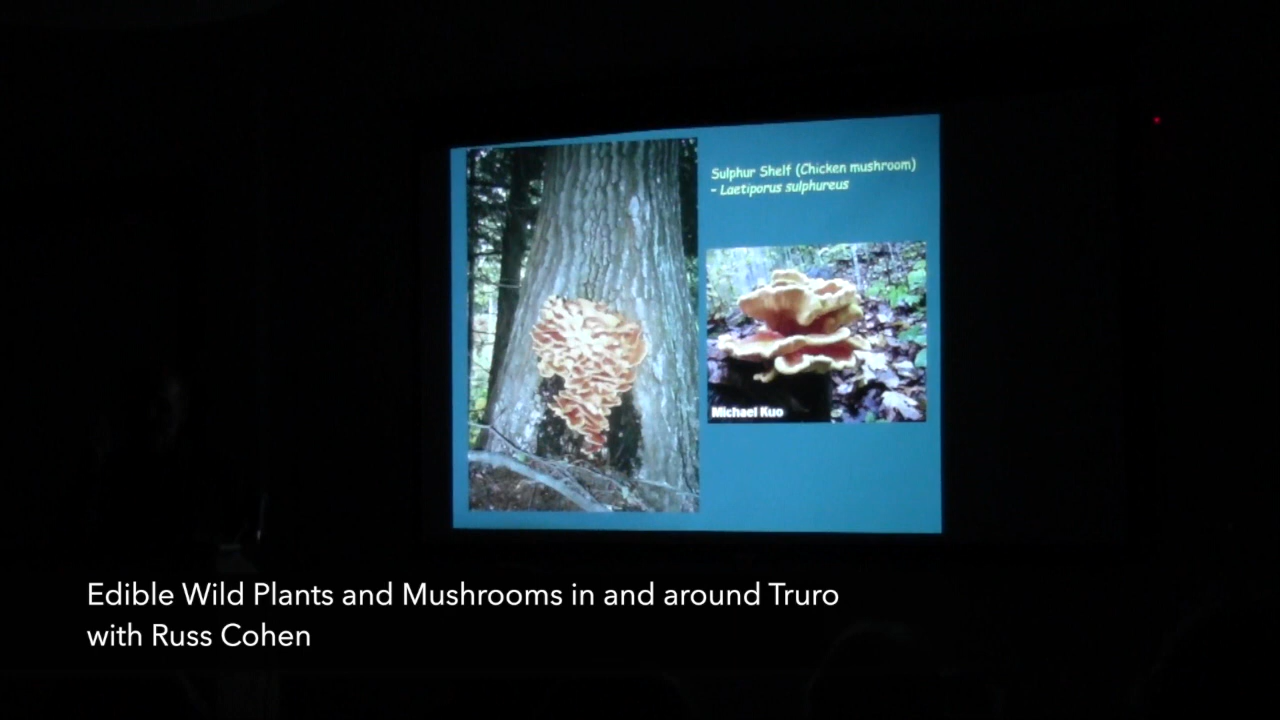 Sulphur Shelf (Chicken mushroom)
- Laetiporus sulphureus
Michael Kuo
Edible Wild Plants and Mushrooms in and around Truro
with Russ Cohen